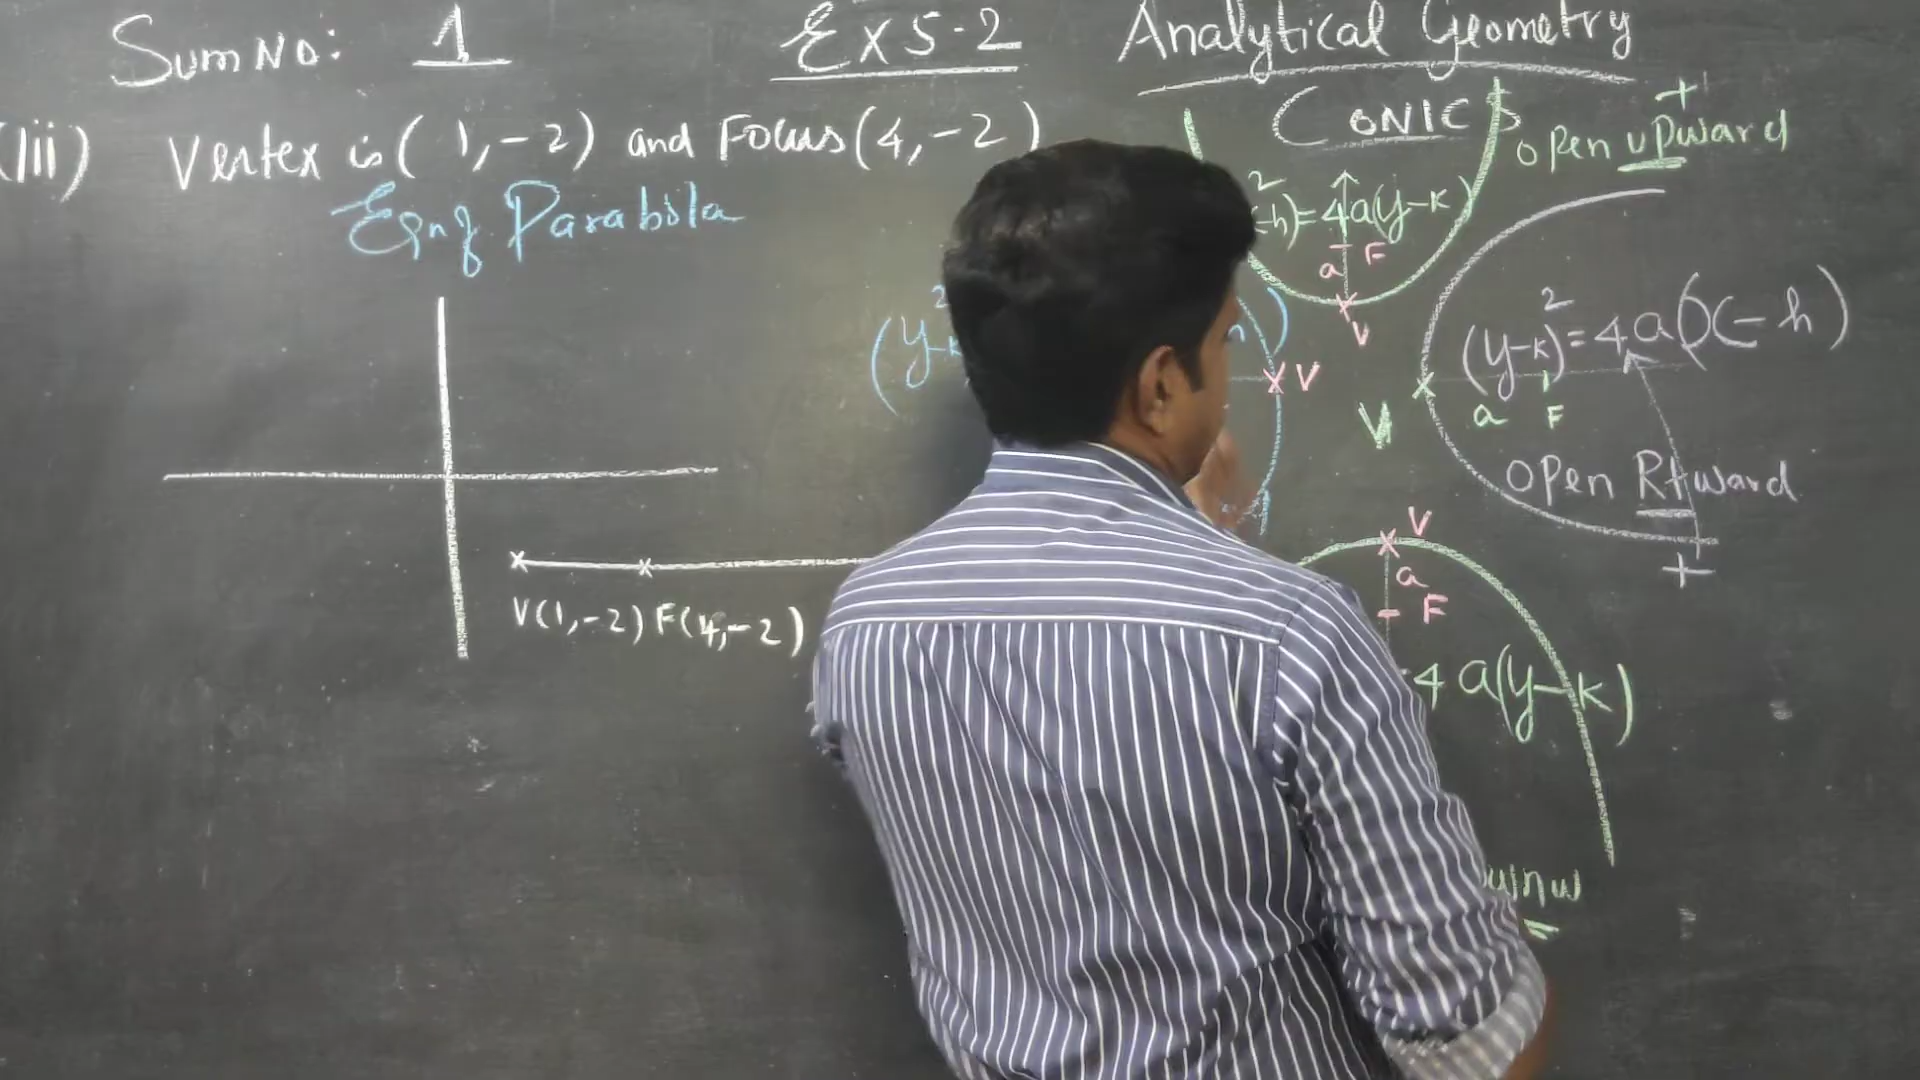 Sum No: 1
Ex 5-2
Analytical Geometry
CONICS
(iii) Vertex is (1, -2) and Focus (4, -2)
Eqn of Parabola
open upward
+
-h)² = 4a(y-k)
a F
V
(y-k
h)
V
(y-k)² = 4a(x-h)
V a F
open Rtward
+
V(1, -2) F(4, -2)
V
a
F
4a(y-k)